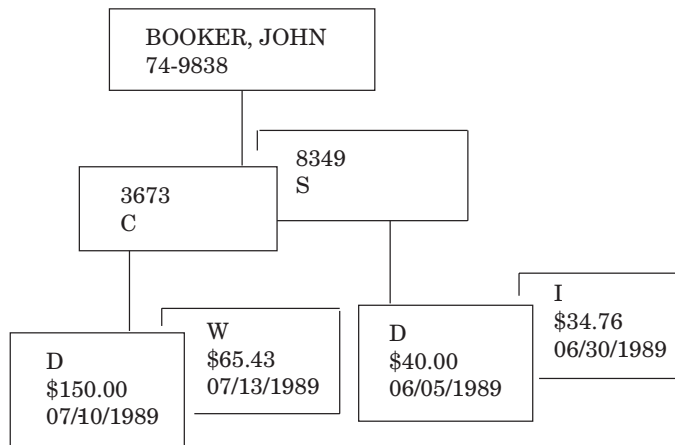 BOOKER, JOHN
74-9838
8349
S
3673
C
I
$34.76
06/30/1989
W
$65.43
07/13/1989
D
$40.00
06/05/1989
D
$150.00
07/10/1989